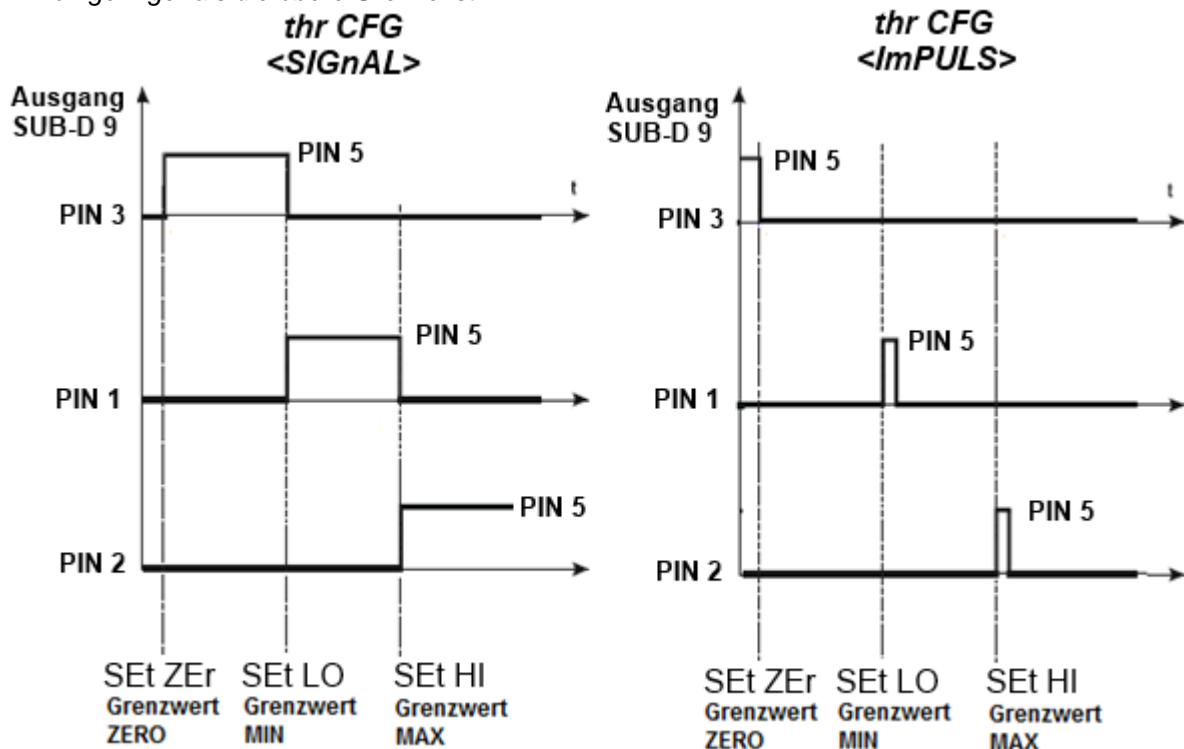 thr CFG
<SIGnAL>
Ausgang
SUB-D 9
PIN 5
t
PIN 3
PIN 5
PIN 1
PIN 5
PIN 2
SEt ZEr
Grenzwert
ZERO
SEt LO
Grenzwert
MIN
SEt HI
Grenzwert
MAX
thr CFG
<ImPULS>
Ausgang
SUB-D 9
PIN 5
t
PIN 3
PIN 5
PIN 1
PIN 5
PIN 2
SEt ZEr
Grenzwert
ZERO
SEt LO
Grenzwert
MIN
SEt HI
Grenzwert
MAX